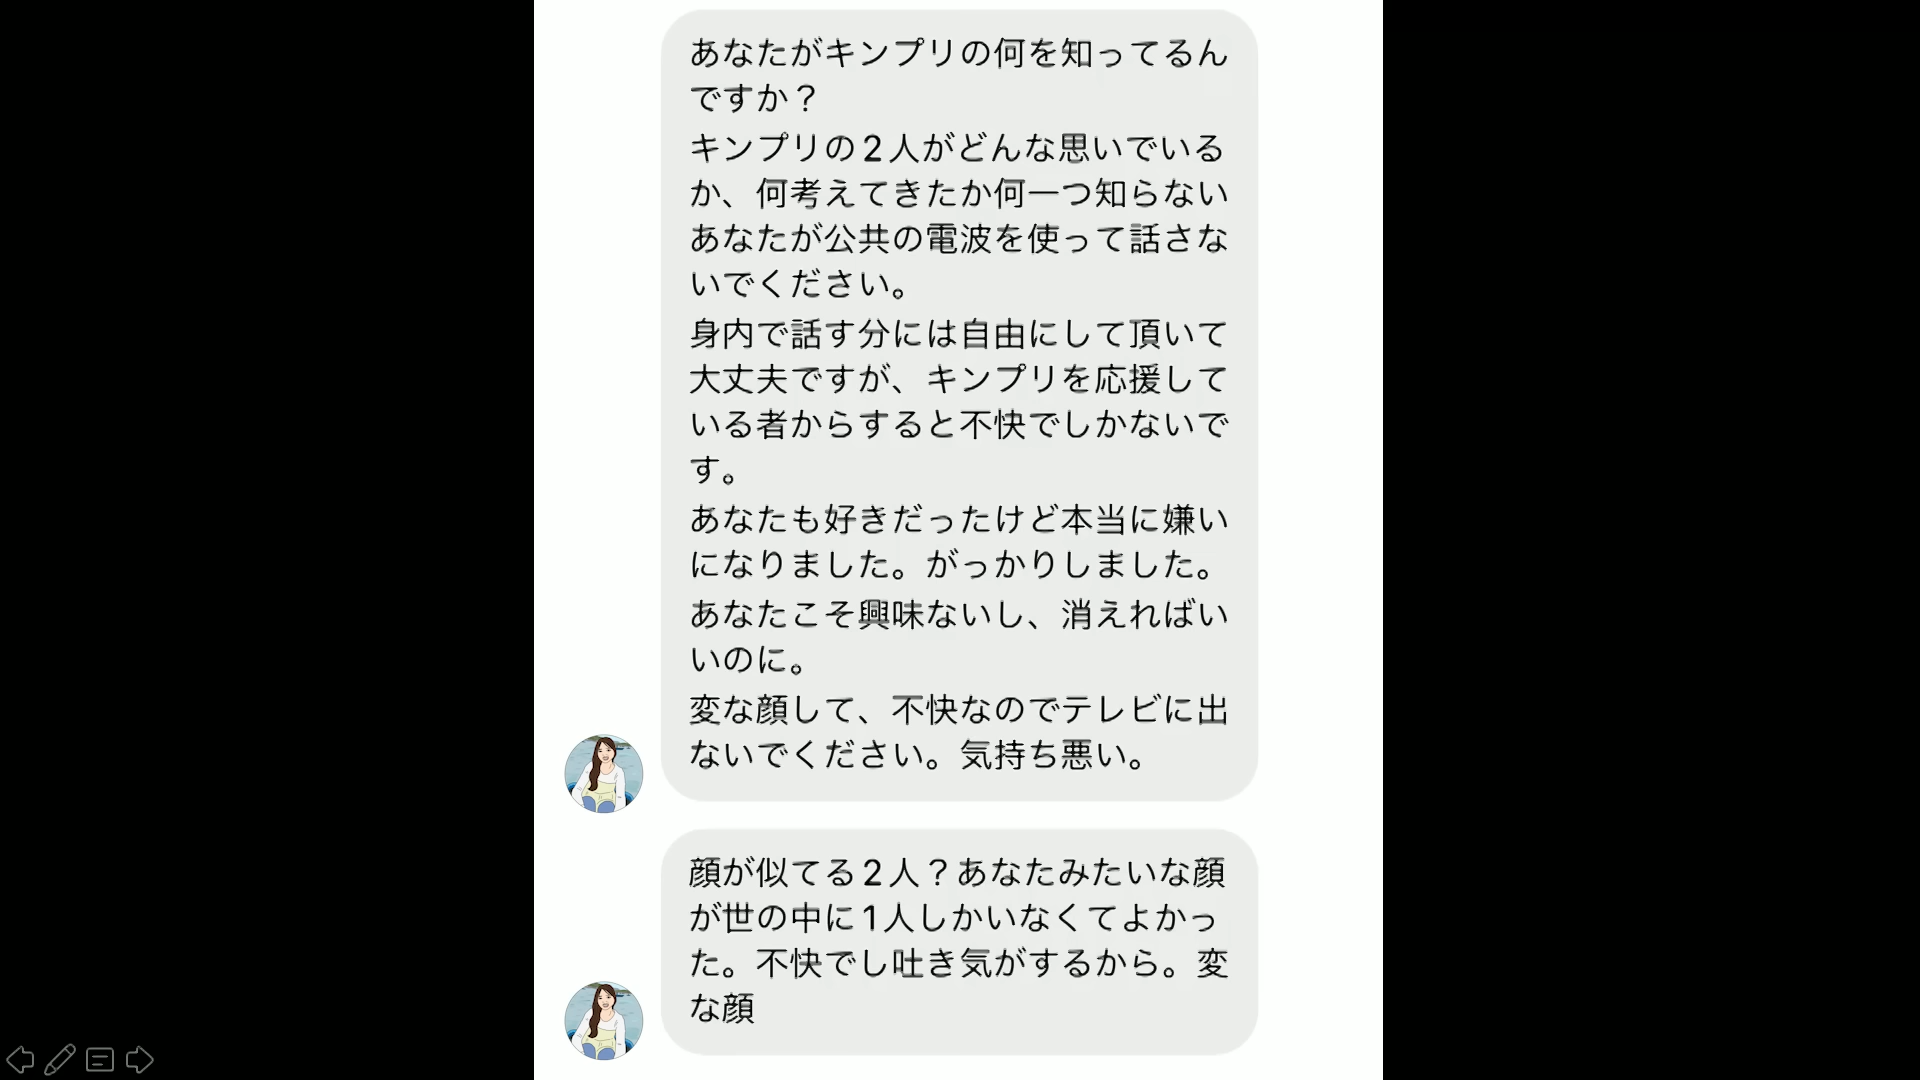 あなたがキンプリの何を知ってるん
ですか？
キンプリの２人がどんな思いでいる
か、何考えてきたか何一つ知らない
あなたが公共の電波を使って話さな
いでください。
身内で話す分には自由にして頂いて
大丈夫ですが、キンプリを応援して
いる者からすると不快でしかないで
す。
あなたも好きだったけど本当に嫌い
になりました。がっかりしました。
あなたこそ興味ないし、消えればい
いのに。
変な顔して、不快なのでテレビに出
ないでください。気持ち悪い。
顔が似てる２人？あなたみたいな顔
が世の中に1人しかいなくてよかっ
た。不快でし吐き気がするから。変
な顔